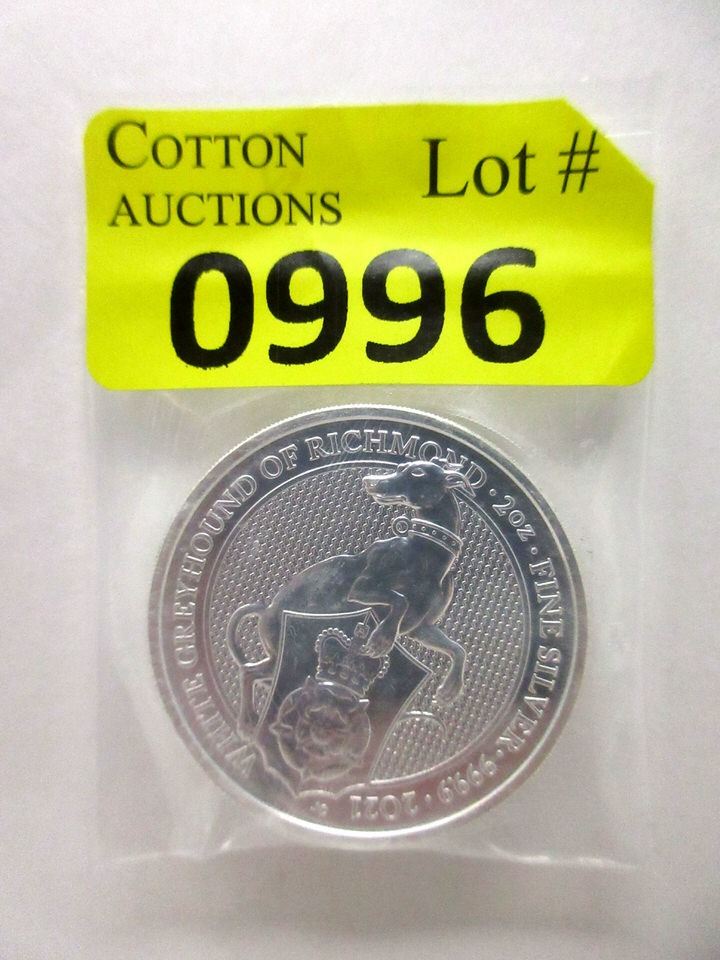 COTTON
AUCTIONS
Lot #
0996
WHITE GREYHOUND OF RICHMOND · 2OZ · FINE SILVER · 999.9 · 2021